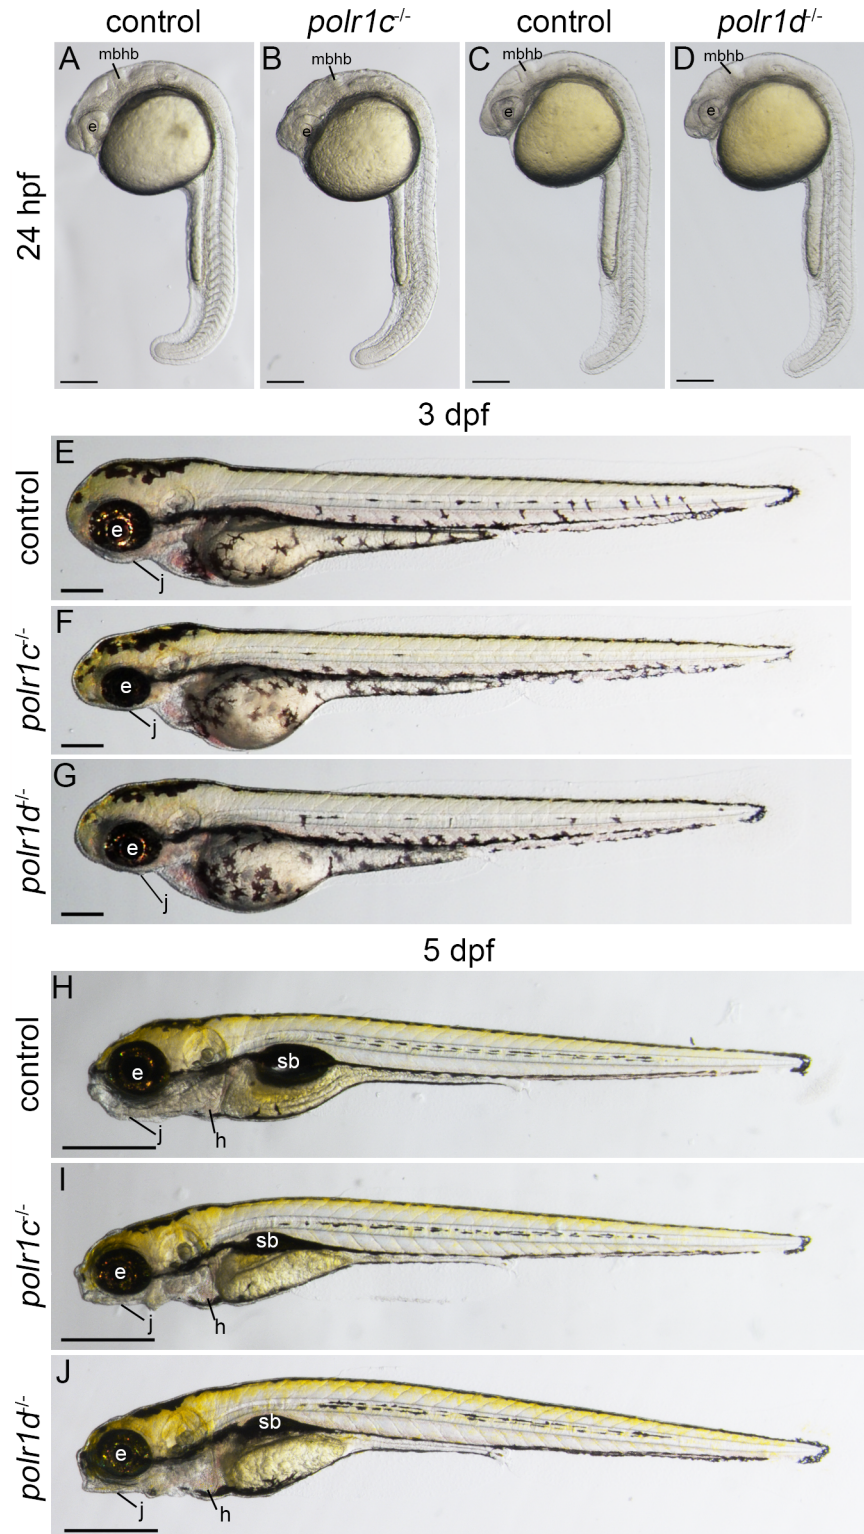 control polr1c-/- control polr1d-/-
24 hpf
A mbhb e
B mbhb e
C mbhb e
D mbhb e
3 dpf
control
E e j
polr1c-/-
F e j
polr1d-/-
G e j
5 dpf
control
H e sb j h
polr1c-/-
I e sb j h
polr1d-/-
J e sb j h